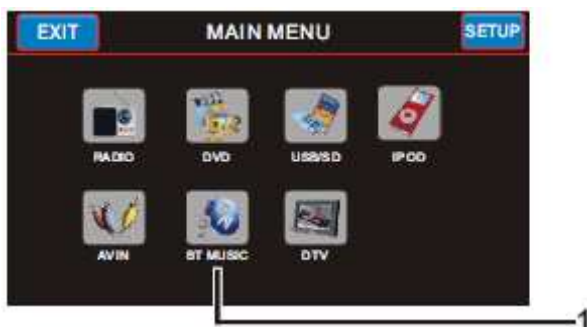 EXIT MAIN MENU SETUP
RADIO DVD USB/SD IPOD
AVIN BT MUSIC DTV
1